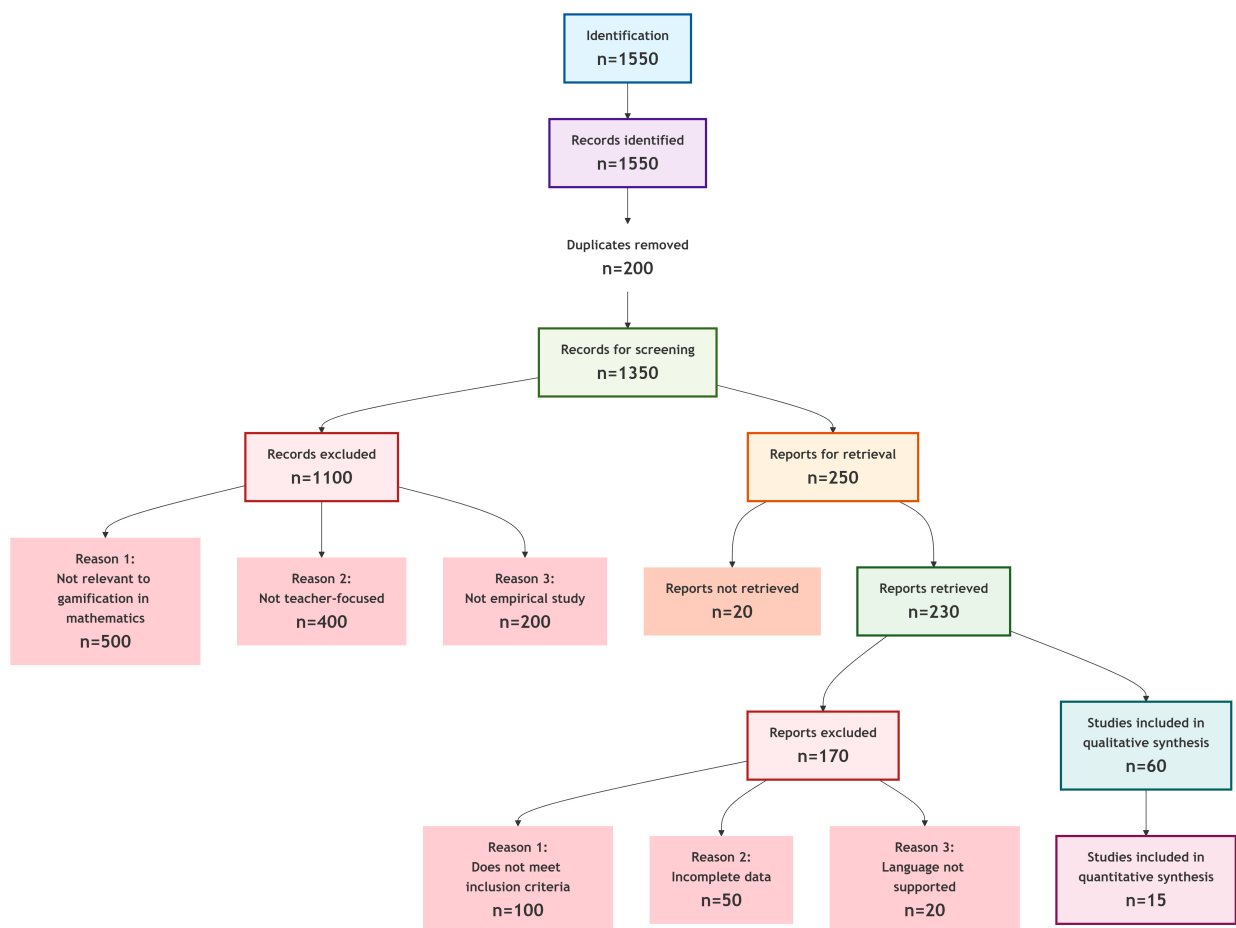 Identification
n=1550
Records identified
n=1550
Duplicates removed
n=200
Records for screening
n=1350
Records excluded
n=1100
Reports for retrieval
n=250
Reason 1:
Not relevant to
gamification in
mathematics
n=500
Reason 2:
Not teacher-focused
n=400
Reason 3:
Not empirical study
n=200
Reports not retrieved
n=20
Reports retrieved
n=230
Reports excluded
n=170
Studies included in
qualitative synthesis
n=60
Reason 1:
Does not meet
inclusion criteria
n=100
Reason 2:
Incomplete data
n=50
Reason 3:
Language not
supported
n=20
Studies included in
quantitative synthesis
n=15